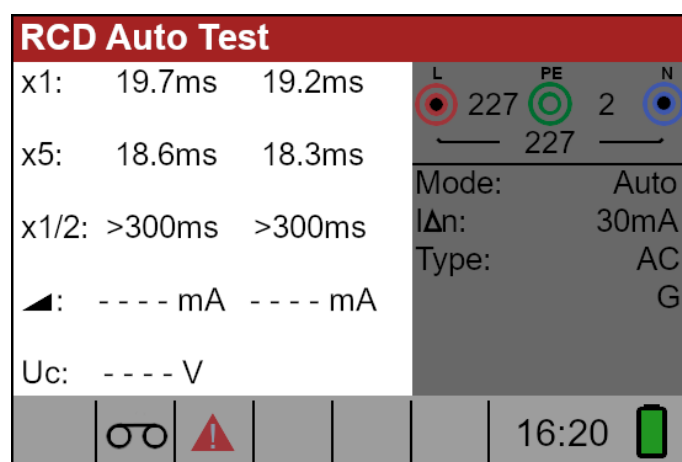 RCD Auto Test
x1: 19.7ms 19.2ms
x5: 18.6ms 18.3ms
x1/2: >300ms >300ms
◢: - - - - mA - - - - mA
Uc: - - - - V
L PE N
227 2
227
Mode: Auto
IΔn: 30mA
Type: AC
G
16:20